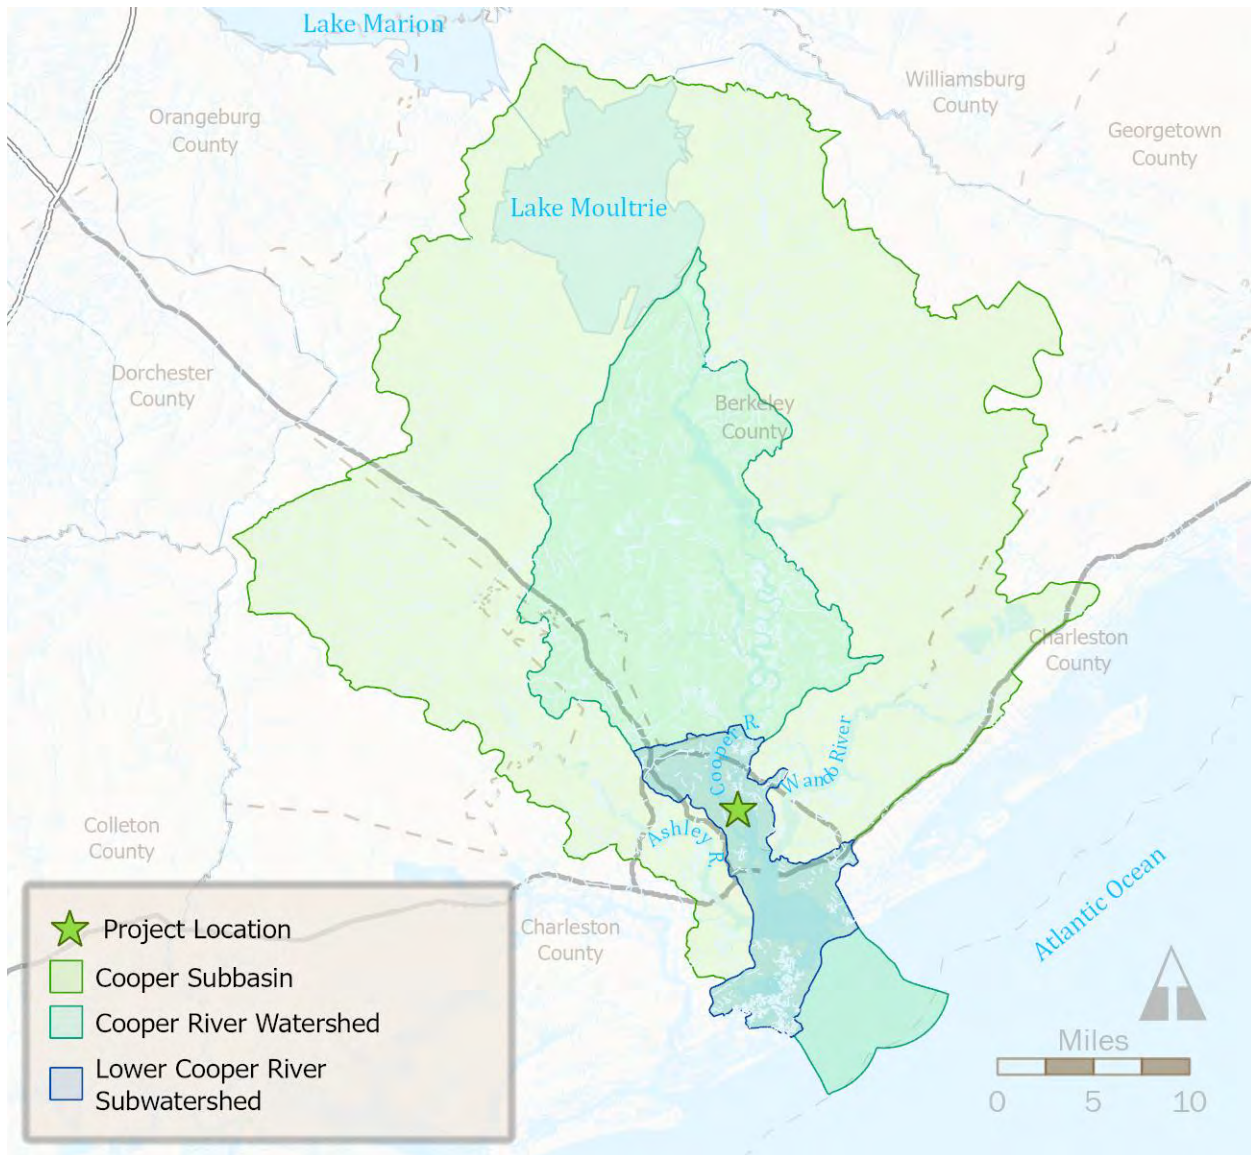 Lake Marion
Williamsburg
County
Orangeburg
County
Georgetown
County
Lake Moultrie
Dorchester
County
Berkeley
County
Charleston
County
Cooper R.
Wando River
Ashley R.
Colleton
County
Atlantic Ocean
Charleston
County
Project Location
Cooper Subbasin
Cooper River Watershed
Lower Cooper River
Subwatershed
Miles
0 5 10